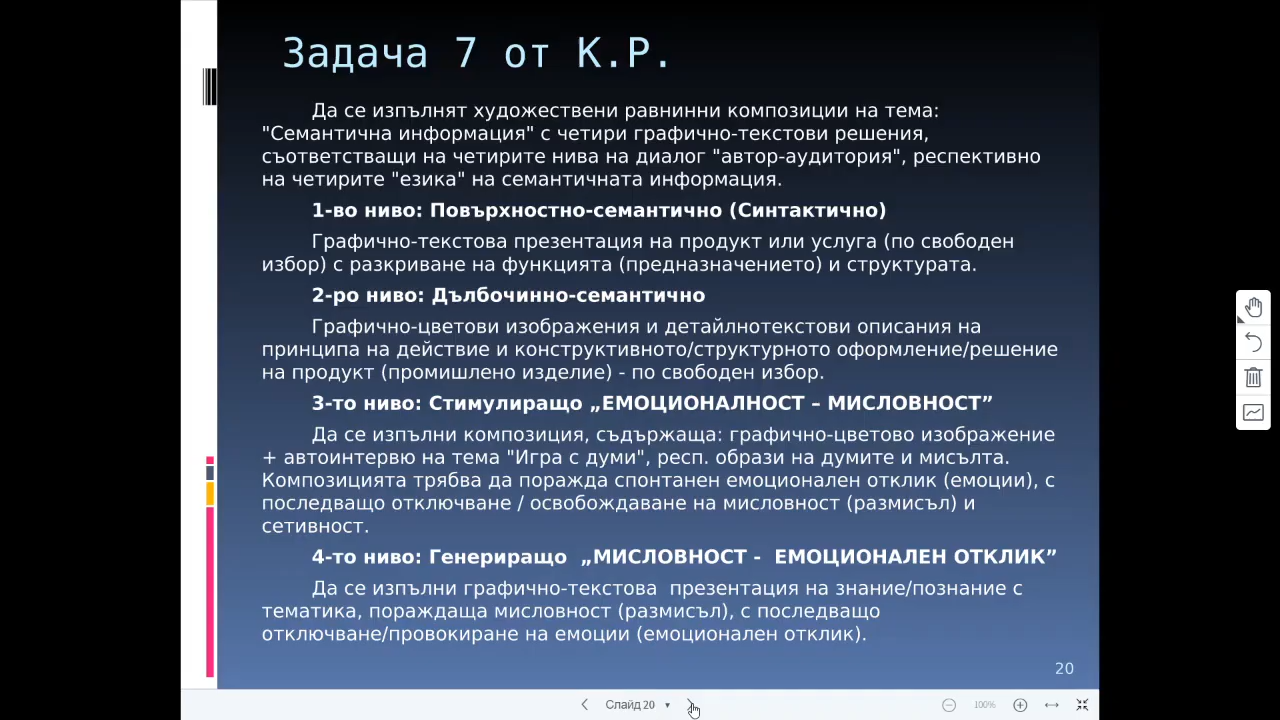 Задача 7 от К.Р.
Да се изпълнят художествени равнинни композиции на тема:
"Семантична информация" с четири графично-текстови решения,
съответстващи на четирите нива на диалог "автор-аудитория", респективно
на четирите "езика" на семантичната информация.
1-во ниво: Повърхностно-семантично (Синтактично)
Графично-текстова презентация на продукт или услуга (по свободен
избор) с разкриване на функцията (предназначението) и структурата.
2-ро ниво: Дълбочинно-семантично
Графично-цветови изображения и детайлнотекстови описания на
принципа на действие и конструктивното/структурното оформление/решение
на продукт (промишлено изделие) - по свободен избор.
3-то ниво: Стимулиращо „ЕМОЦИОНАЛНОСТ – МИСЛОВНОСТ”
Да се изпълни композиция, съдържаща: графично-цветово изображение
+ автоинтервю на тема "Игра с думи", респ. образи на думите и мисълта.
Композицията трябва да поражда спонтанен емоционален отклик (емоции), с
последващо отключване / освобождаване на мисловност (размисъл) и
сетивност.
4-то ниво: Генериращо „МИСЛОВНОСТ - ЕМОЦИОНАЛЕН ОТКЛИК”
Да се изпълни графично-текстова презентация на знание/познание с
тематика, пораждаща мисловност (размисъл), с последващо
отключване/провокиране на емоции (емоционален отклик).
20
Слайд 20
100%